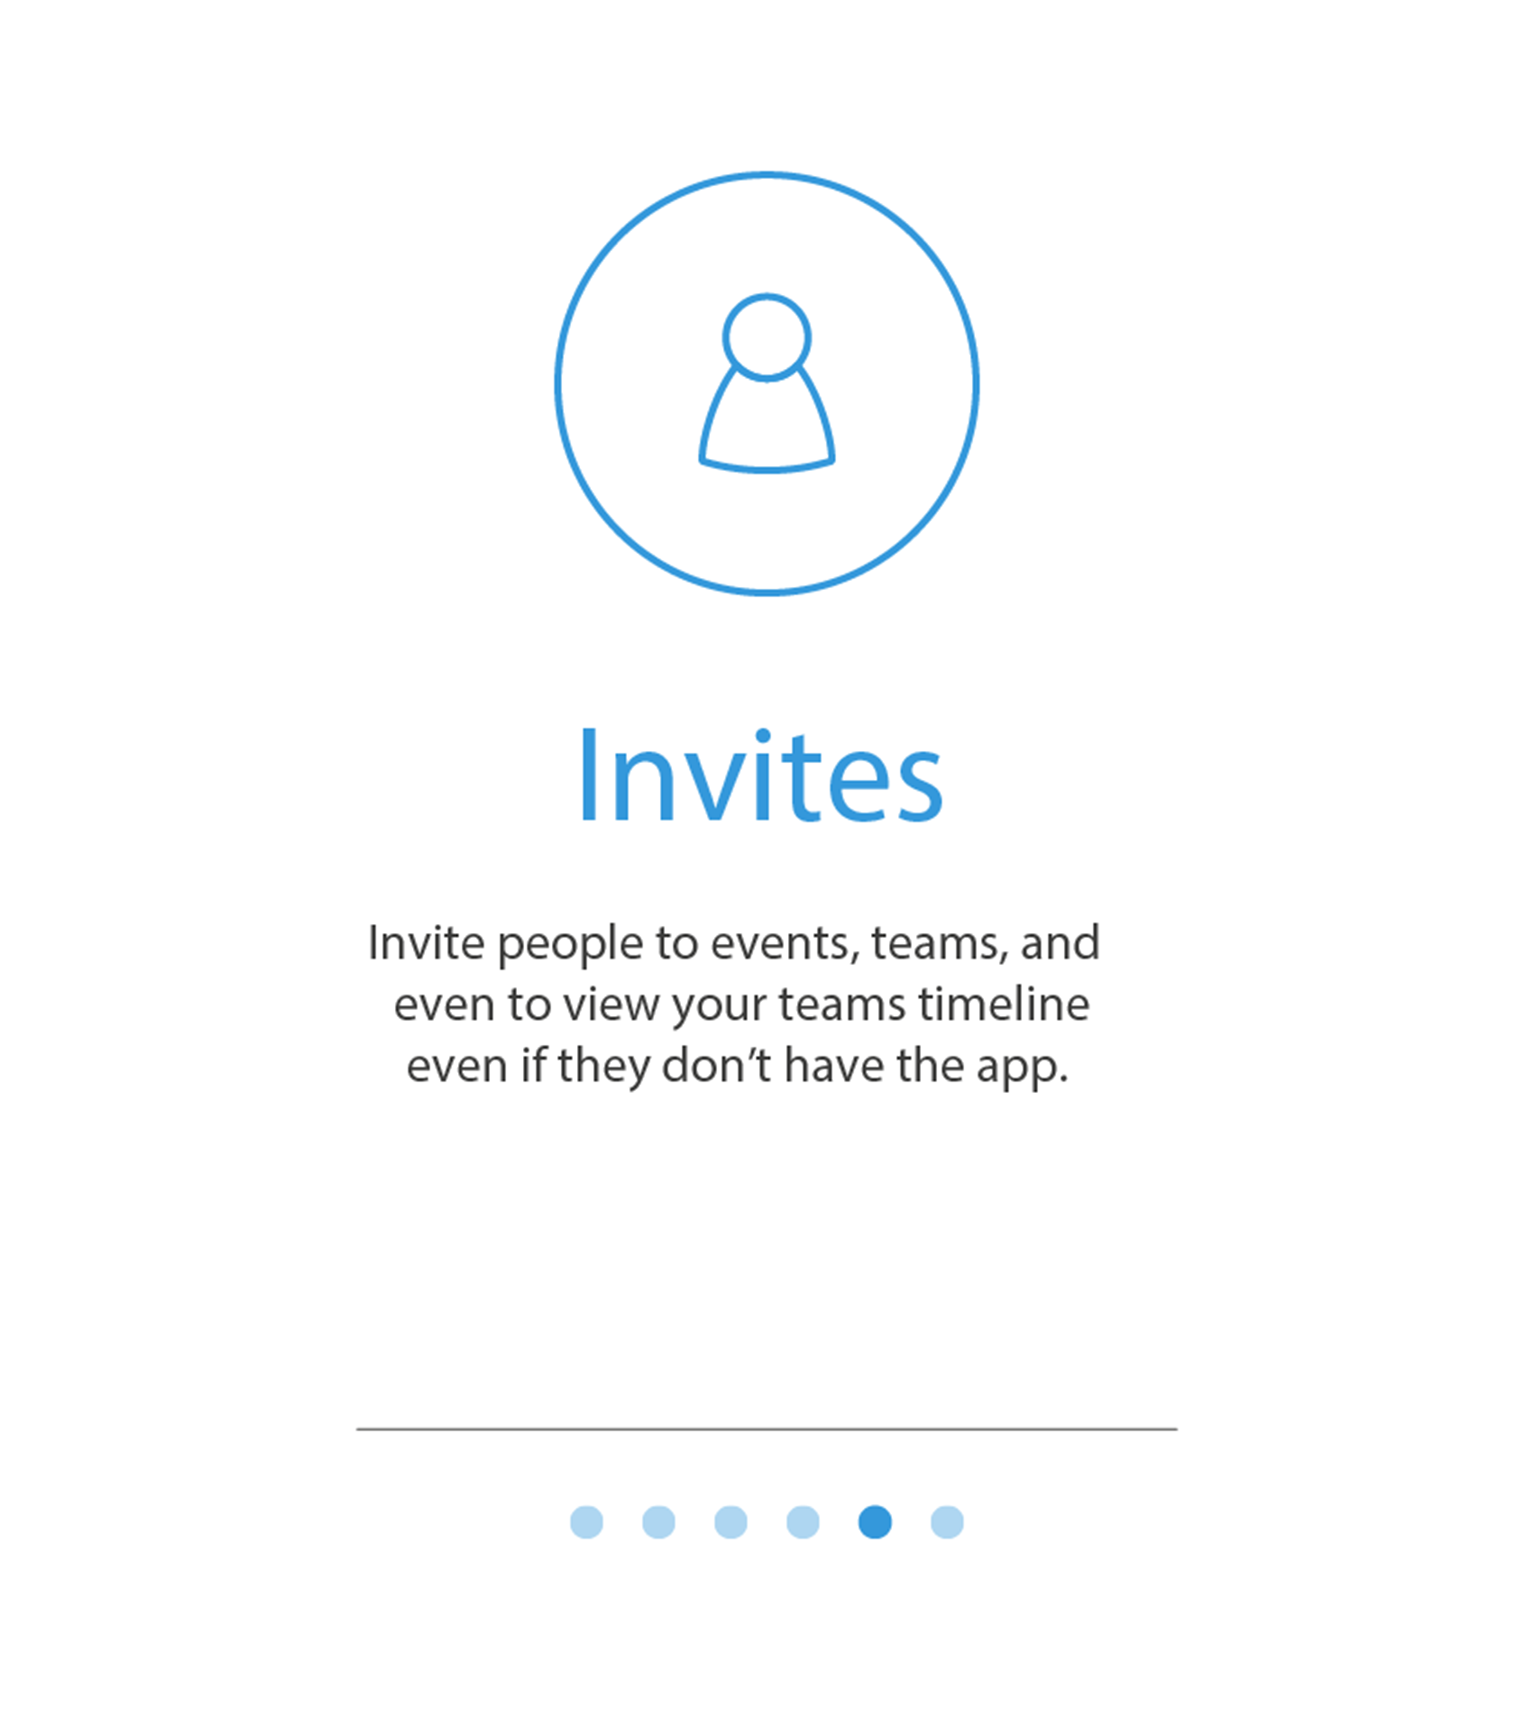 Invites
Invite people to events, teams, and
even to view your teams timeline
even if they don’t have the app.